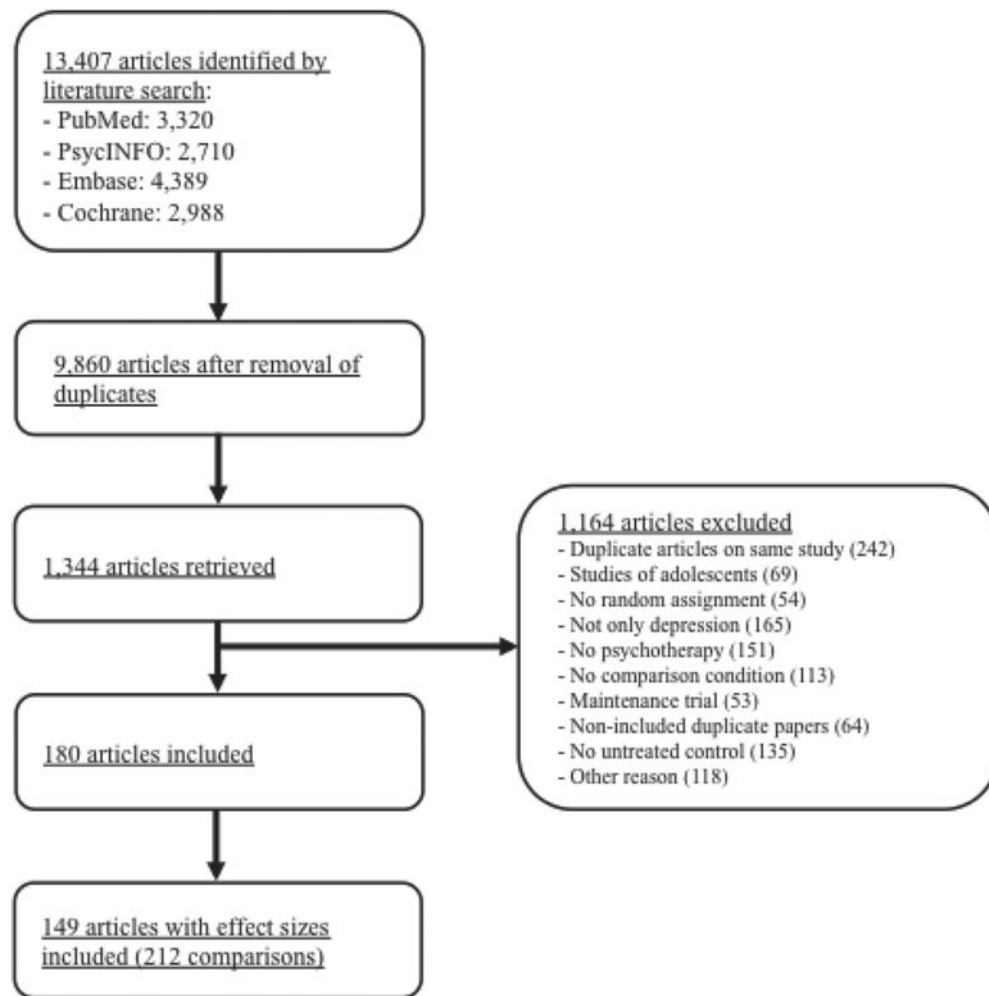 13,407 articles identified by
literature search:
- PubMed: 3,320
- PsycINFO: 2,710
- Embase: 4,389
- Cochrane: 2,988
9,860 articles after removal of
duplicates
1,344 articles retrieved
1,164 articles excluded
- Duplicate articles on same study (242)
- Studies of adolescents (69)
- No random assignment (54)
- Not only depression (165)
- No psychotherapy (151)
- No comparison condition (113)
- Maintenance trial (53)
- Non-included duplicate papers (64)
- No untreated control (135)
- Other reason (118)
180 articles included
149 articles with effect sizes
included (212 comparisons)